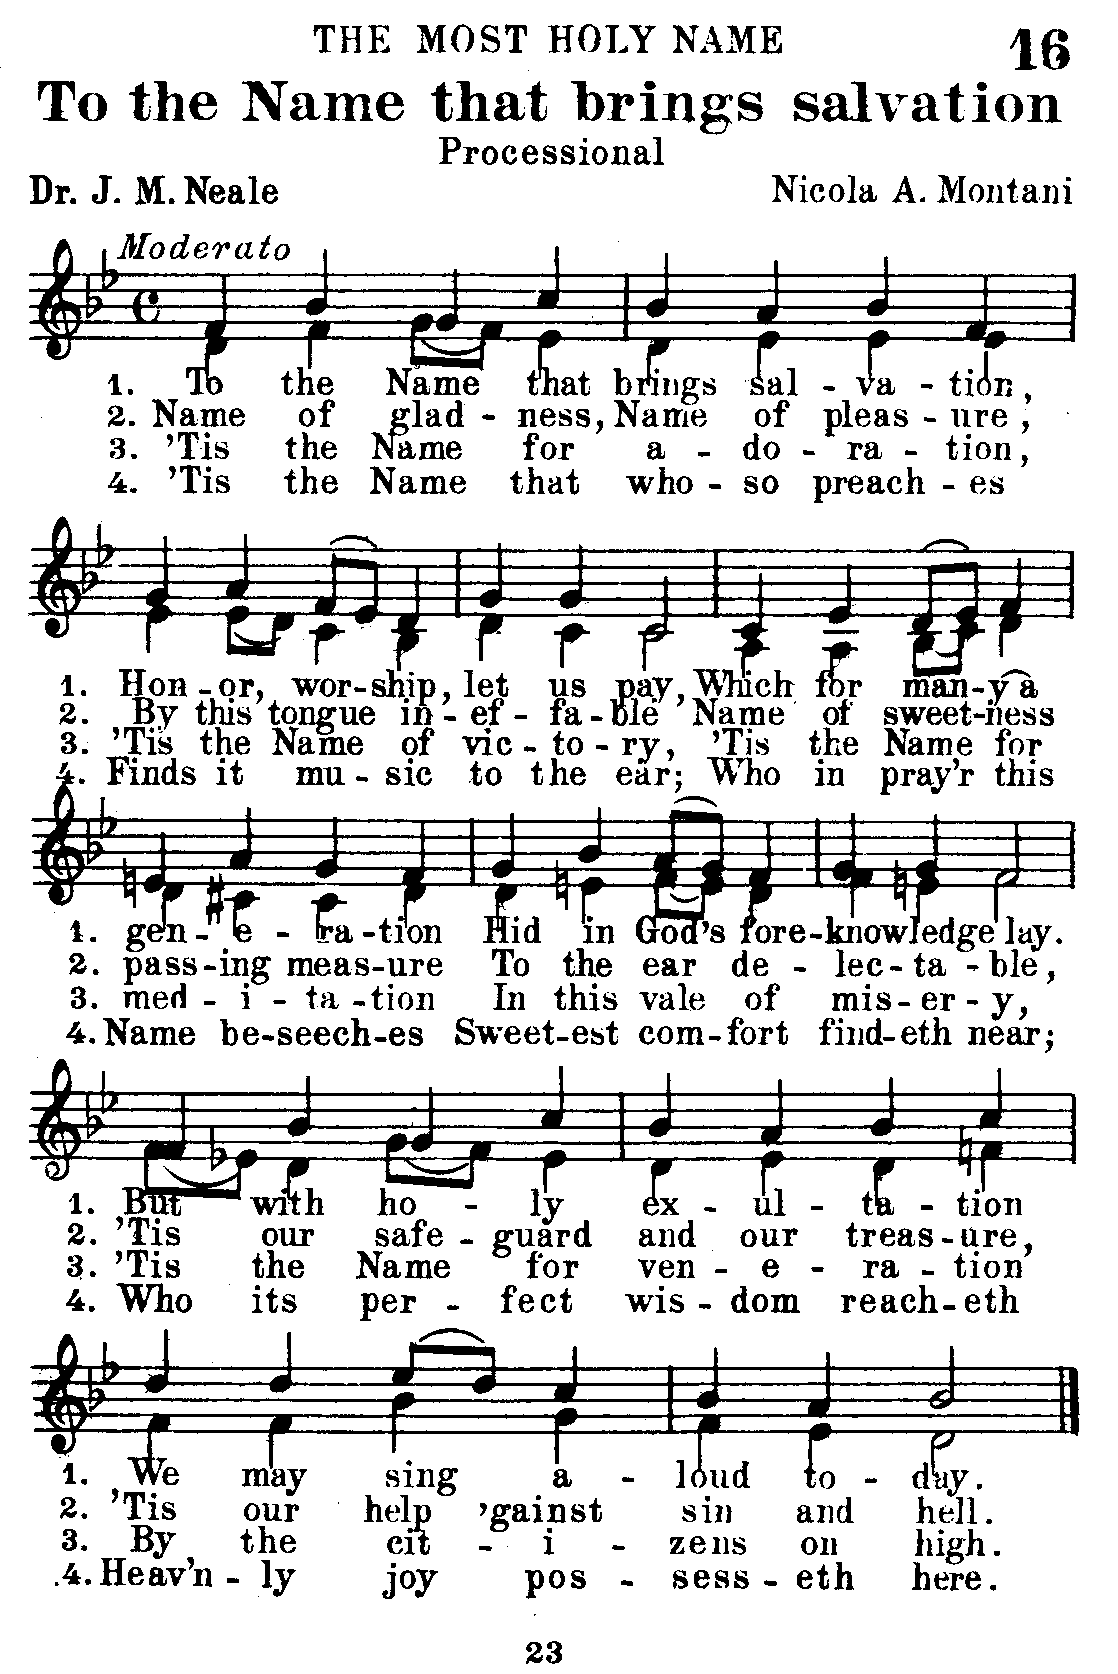 THE MOST HOLY NAME 16
To the Name that brings salvation
Processional
Dr. J. M. Neale Nicola A. Montani
Moderato
1. To the Name that brings sal - va - tion,
2. Name of glad - ness, Name of pleas - ure,
3. 'Tis the Name for a - do - ra - tion,
4. 'Tis the Name that who - so preach - es
1. Hon - or, wor - ship, let us pay, Which for man - y a
2. By this tongue in - ef - fa - ble Name of sweet - ness
3. 'Tis the Name of vic - to - ry, 'Tis the Name for
4. Finds it mu - sic to the ear; Who in pray'r this
1. gen - e - ra - tion Hid in God's fore - knowledge lay.
2. pass - ing meas - ure To the ear de - lec - ta - ble,
3. med - i - ta - tion In this vale of mis - er - y,
4. Name be - seech - es Sweet - est com - fort find - eth near;
1. But with ho - ly ex - ul - ta - tion
2. 'Tis our safe - guard and our treas - ure,
3. 'Tis the Name for ven - e - ra - tion
4. Who its per - fect wis - dom reach - eth
1. We may sing a - loud to - day.
2. 'Tis our help 'gainst sin and hell.
3. By the cit - i - zens on high.
4. Heav'n - ly joy pos - sess - eth here.
23